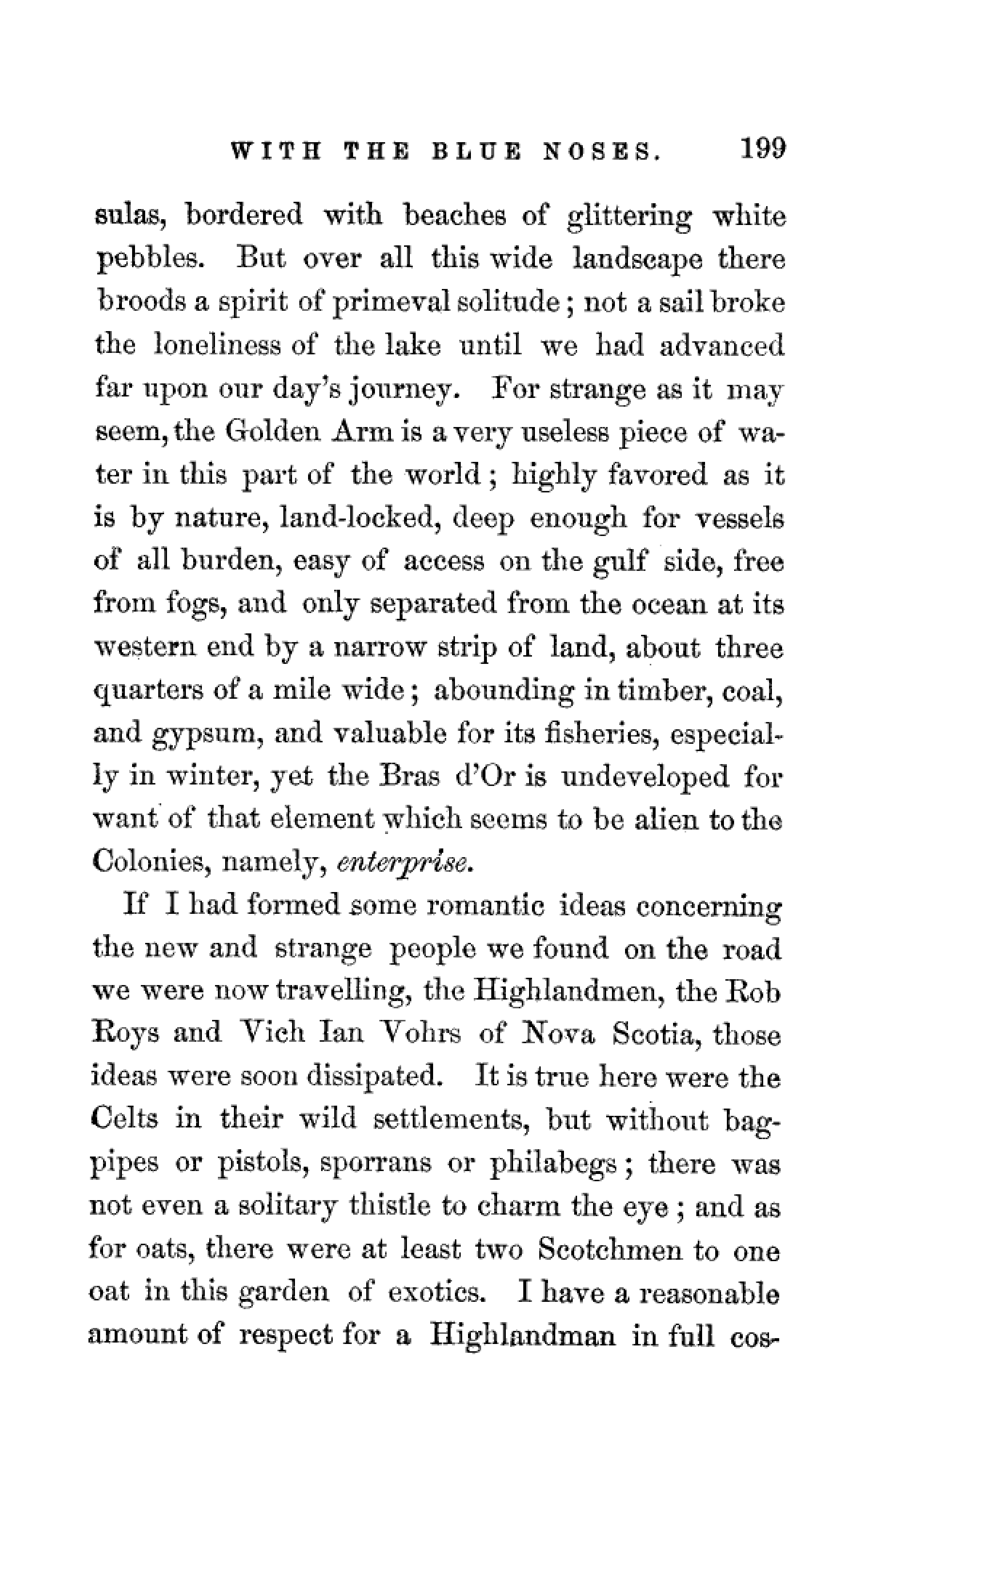 WITH THE BLUE NOSES. 199
sulas, bordered with beaches of glittering white
pebbles. But over all this wide landscape there
broods a spirit of primeval solitude; not a sail broke
the loneliness of the lake until we had advanced
far upon our day's journey. For strange as it may
seem, the Golden Arm is a very useless piece of wa-
ter in this part of the world; highly favored as it
is by nature, land-locked, deep enough for vessels
of all burden, easy of access on the gulf side, free
from fogs, and only separated from the ocean at its
western end by a narrow strip of land, about three
quarters of a mile wide; abounding in timber, coal,
and gypsum, and valuable for its fisheries, especial-
ly in winter, yet the Bras d'Or is undeveloped for
want of that element which seems to be alien to the
Colonies, namely, enterprise.
If I had formed some romantic ideas concerning
the new and strange people we found on the road
we were now travelling, the Highlandmen, the Rob
Roys and Vich Ian Vohrs of Nova Scotia, those
ideas were soon dissipated. It is true here were the
Celts in their wild settlements, but without bag-
pipes or pistols, sporrans or philabegs; there was
not even a solitary thistle to charm the eye; and as
for oats, there were at least two Scotchmen to one
oat in this garden of exotics. I have a reasonable
amount of respect for a Highlandman in full cos-